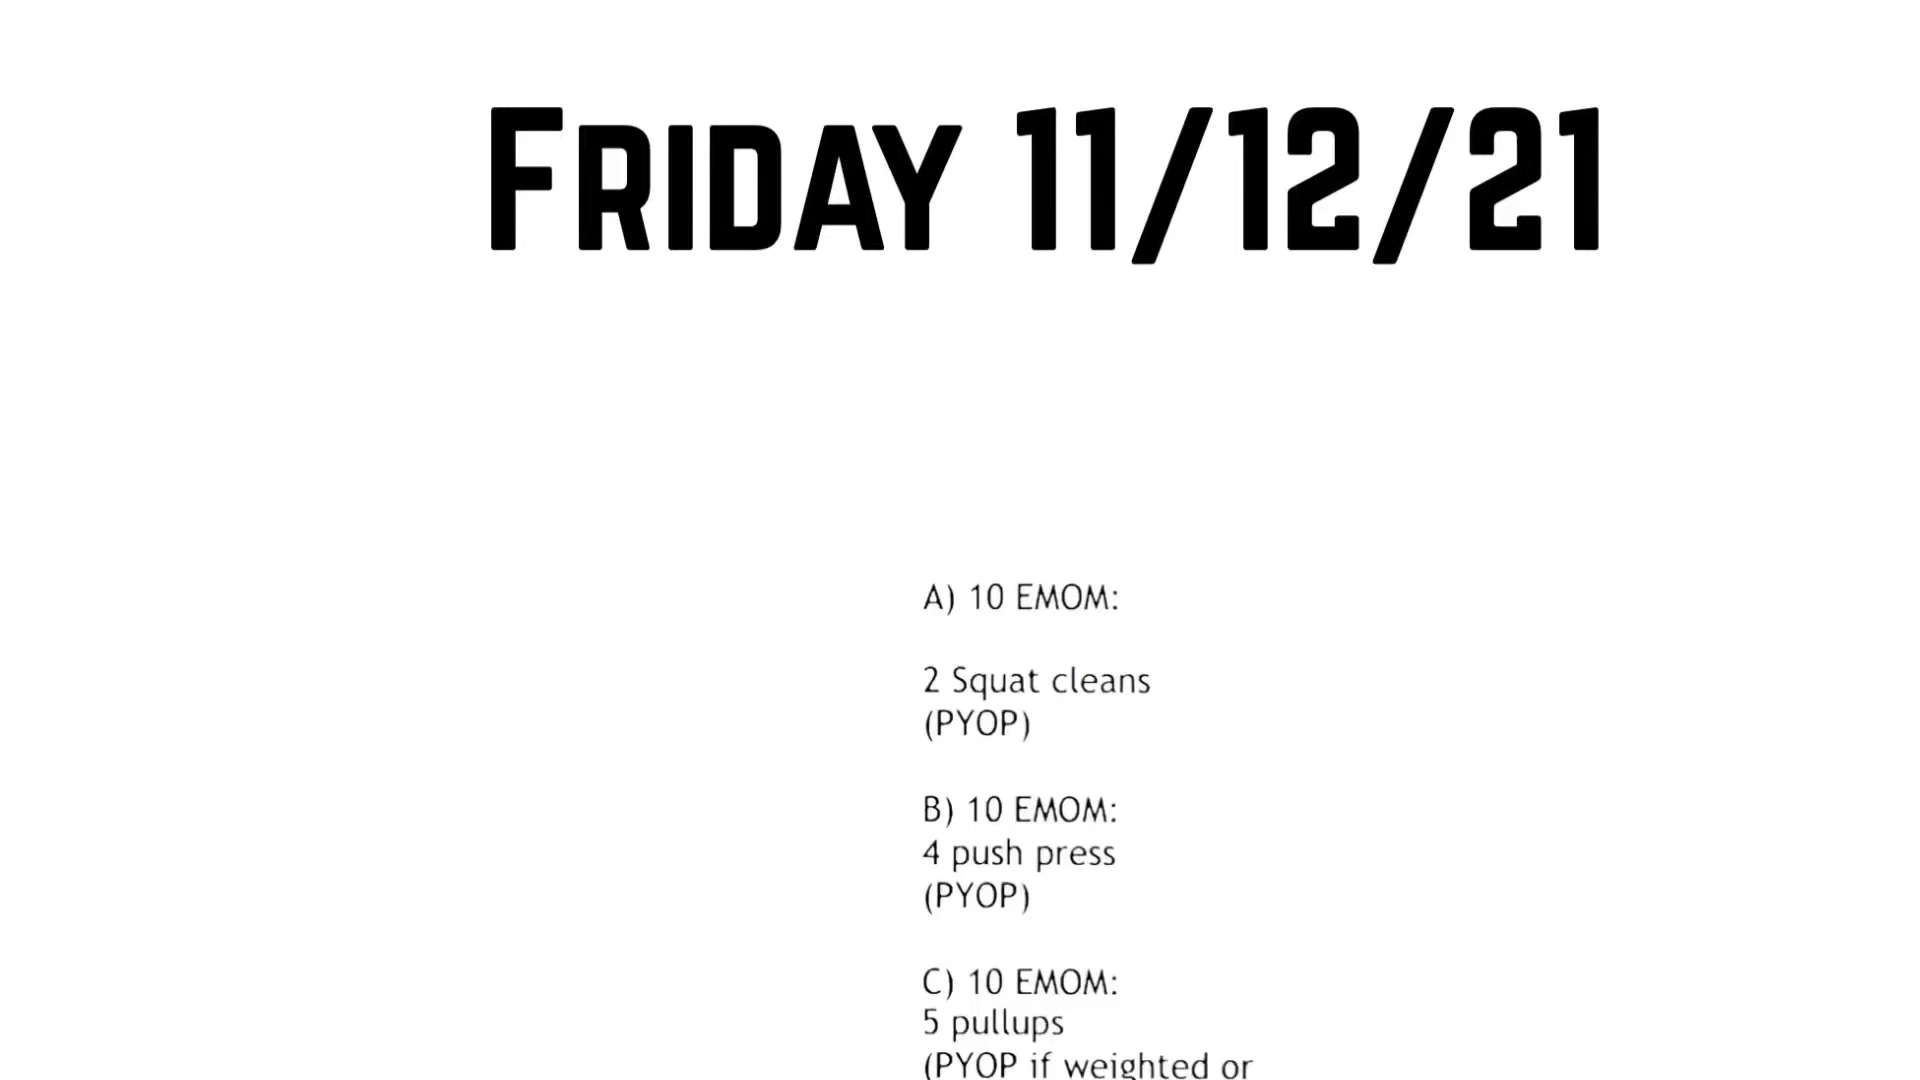 FRIDAY 11/12/21
A) 10 EMOM:
2 Squat cleans
(PYOP)
B) 10 EMOM:
4 push press
(PYOP)
C) 10 EMOM:
5 pullups
(PYOP if weighted or